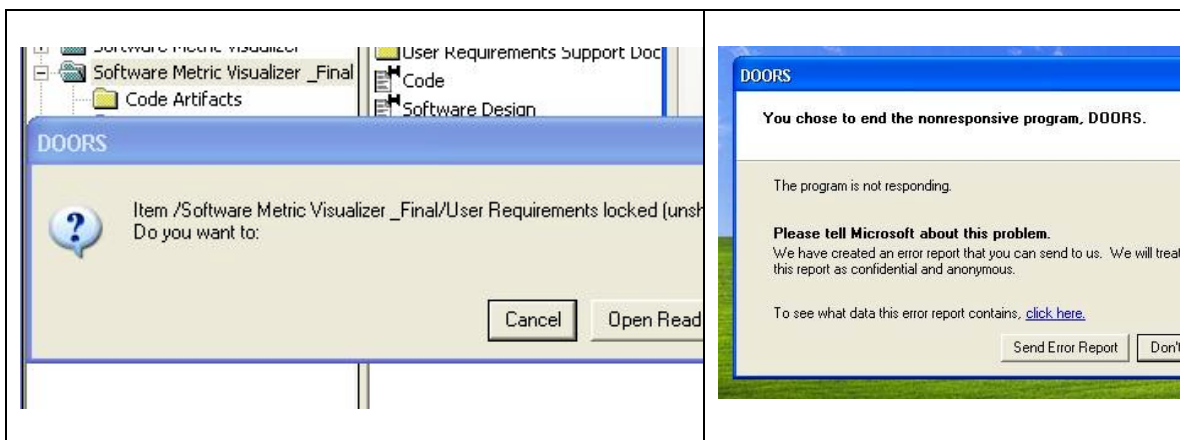 Software Metric Visualizer
User Requirements Support Doc
Software Metric Visualizer _Final
Code
Code Artifacts
Software Design
DOORS
Item /Software Metric Visualizer _Final/User Requirements locked (unsh
Do you want to:
Cancel
Open Read
DOORS
You chose to end the nonresponsive program, DOORS.
The program is not responding.
Please tell Microsoft about this problem.
We have created an error report that you can send to us. We will treat
this report as confidential and anonymous.
To see what data this error report contains, click here.
Send Error Report
Don't